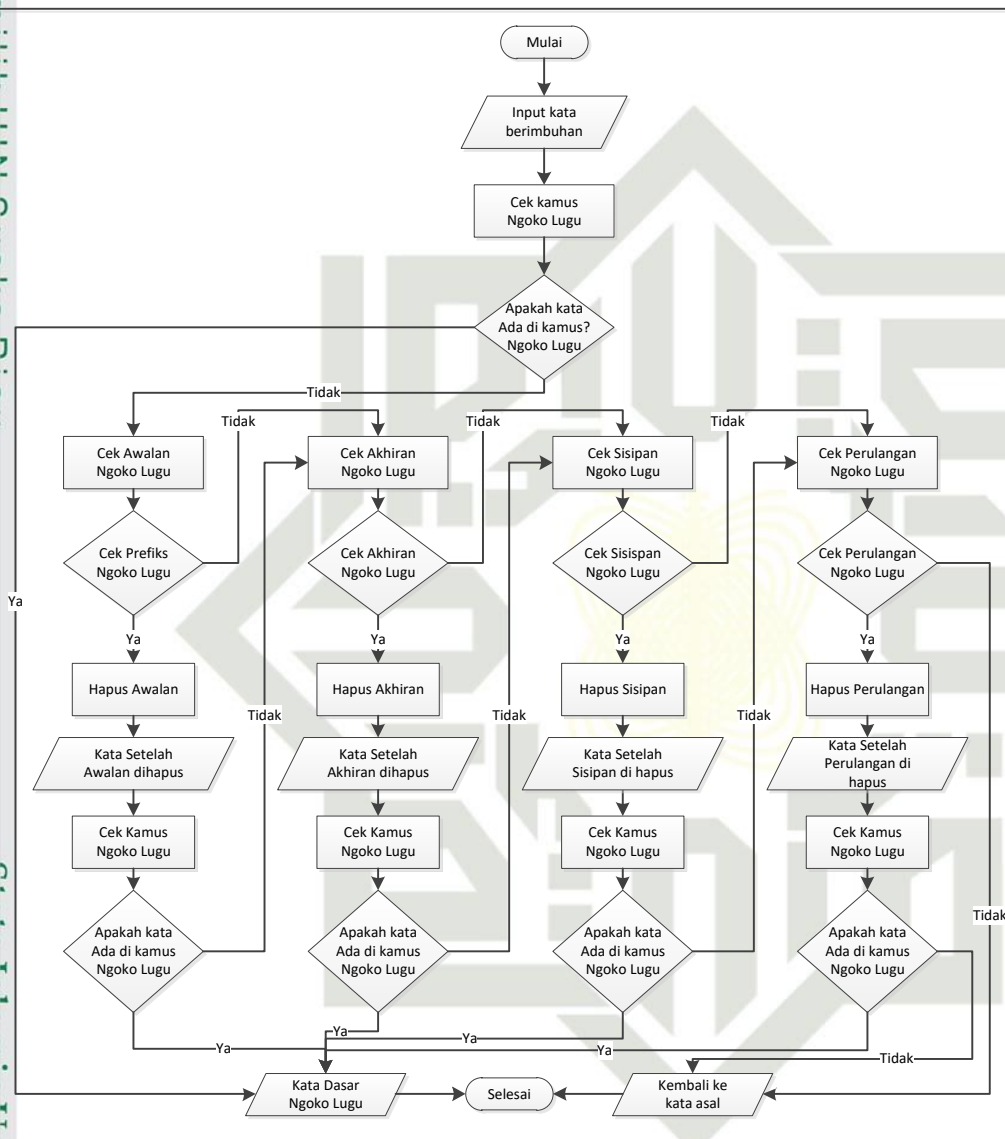 Mulai
Input kata
berimbuhan
Cek kamus
Ngoko Lugu
Apakah kata
Ada di kamus?
Ngoko Lugu
Tidak
Ya
Cek Awalan
Ngoko Lugu
Tidak
Cek Akhiran
Ngoko Lugu
Tidak
Cek Sisipan
Ngoko Lugu
Tidak
Cek Perulangan
Ngoko Lugu
Cek Prefiks
Ngoko Lugu
Cek Akhiran
Ngoko Lugu
Cek Sisispan
Ngoko Lugu
Cek Perulangan
Ngoko Lugu
Ya
Ya
Ya
Ya
Hapus Awalan
Hapus Akhiran
Hapus Sisipan
Hapus Perulangan
Tidak
Tidak
Tidak
Kata Setelah
Awalan dihapus
Kata Setelah
Akhiran dihapus
Kata Setelah
Sisipan di hapus
Kata Setelah
Perulangan di
hapus
Cek Kamus
Ngoko Lugu
Cek Kamus
Ngoko Lugu
Cek Kamus
Ngoko Lugu
Cek Kamus
Ngoko Lugu
Apakah kata
Ada di kamus
Ngoko Lugu
Apakah kata
Ada di kamus
Ngoko Lugu
Apakah kata
Ada di kamus
Ngoko Lugu
Apakah kata
Ada di kamus
Ngoko Lugu
Tidak
Ya
Ya
Ya
Ya
Tidak
Kata Dasar
Ngoko Lugu
Selesai
Kembali ke
kata asal